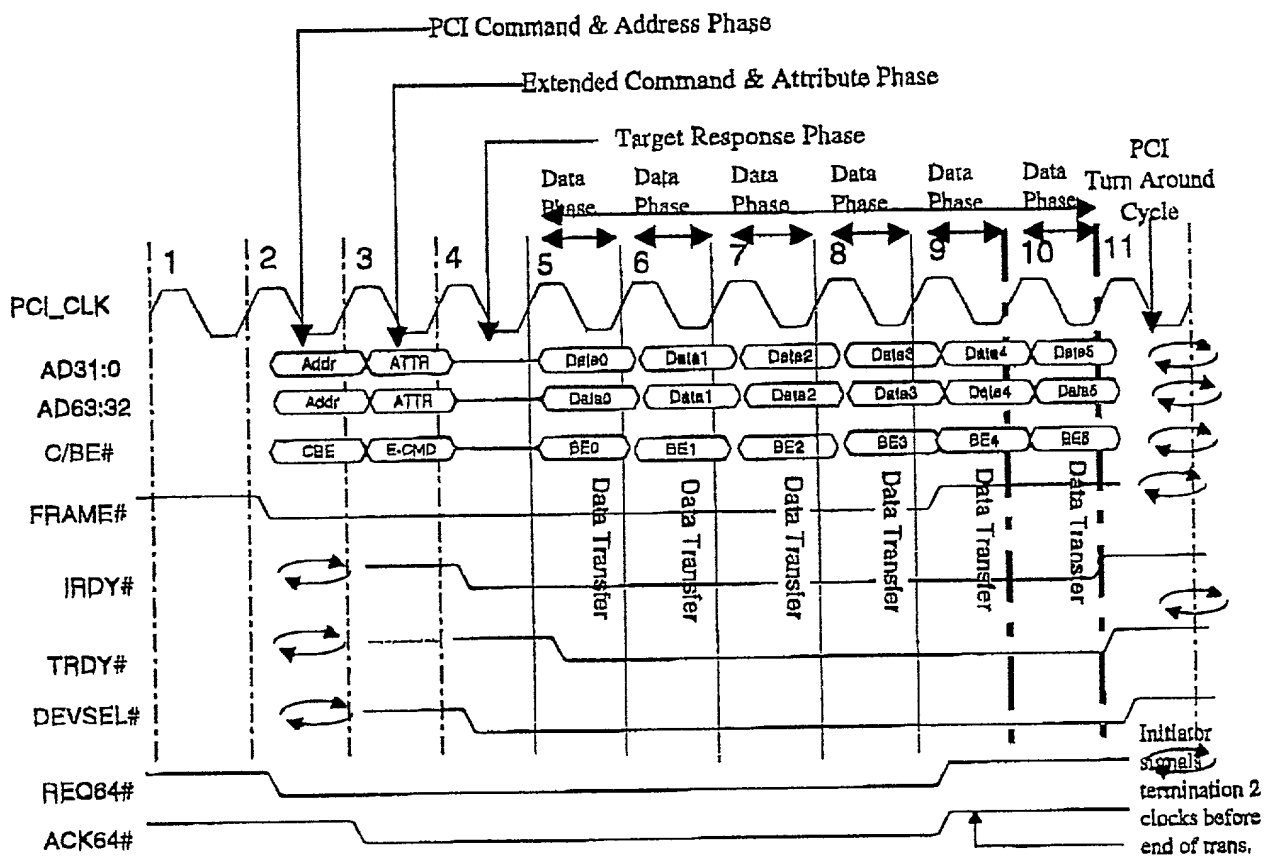 PCI Command & Address Phase
Extended Command & Attribute Phase
Target Response Phase
PCI
Turn Around
Cycle
Data Phase
Data Phase
Data Phase
Data Phase
Data Phase
Data Phase
1 2 3 4 5 6 7 8 9 10 11
PCI_CLK
AD31:0 Addr ATTR Data0 Data1 Data2 Data3 Data4 Data5
AD63:32 Addr ATTR Data0 Data1 Data2 Data3 Data4 Data5
C/BE# CBE E-CMD BE0 BE1 BE2 BE3 BE4 BE5
FRAME#
Data Transfer
Data Transfer
Data Transfer
Data Transfer
Data Transfer
Data Transfer
IRDY#
TRDY#
DEVSEL#
REQ64#
ACK64#
Initiator
signals
termination 2
clocks before
end of trans.